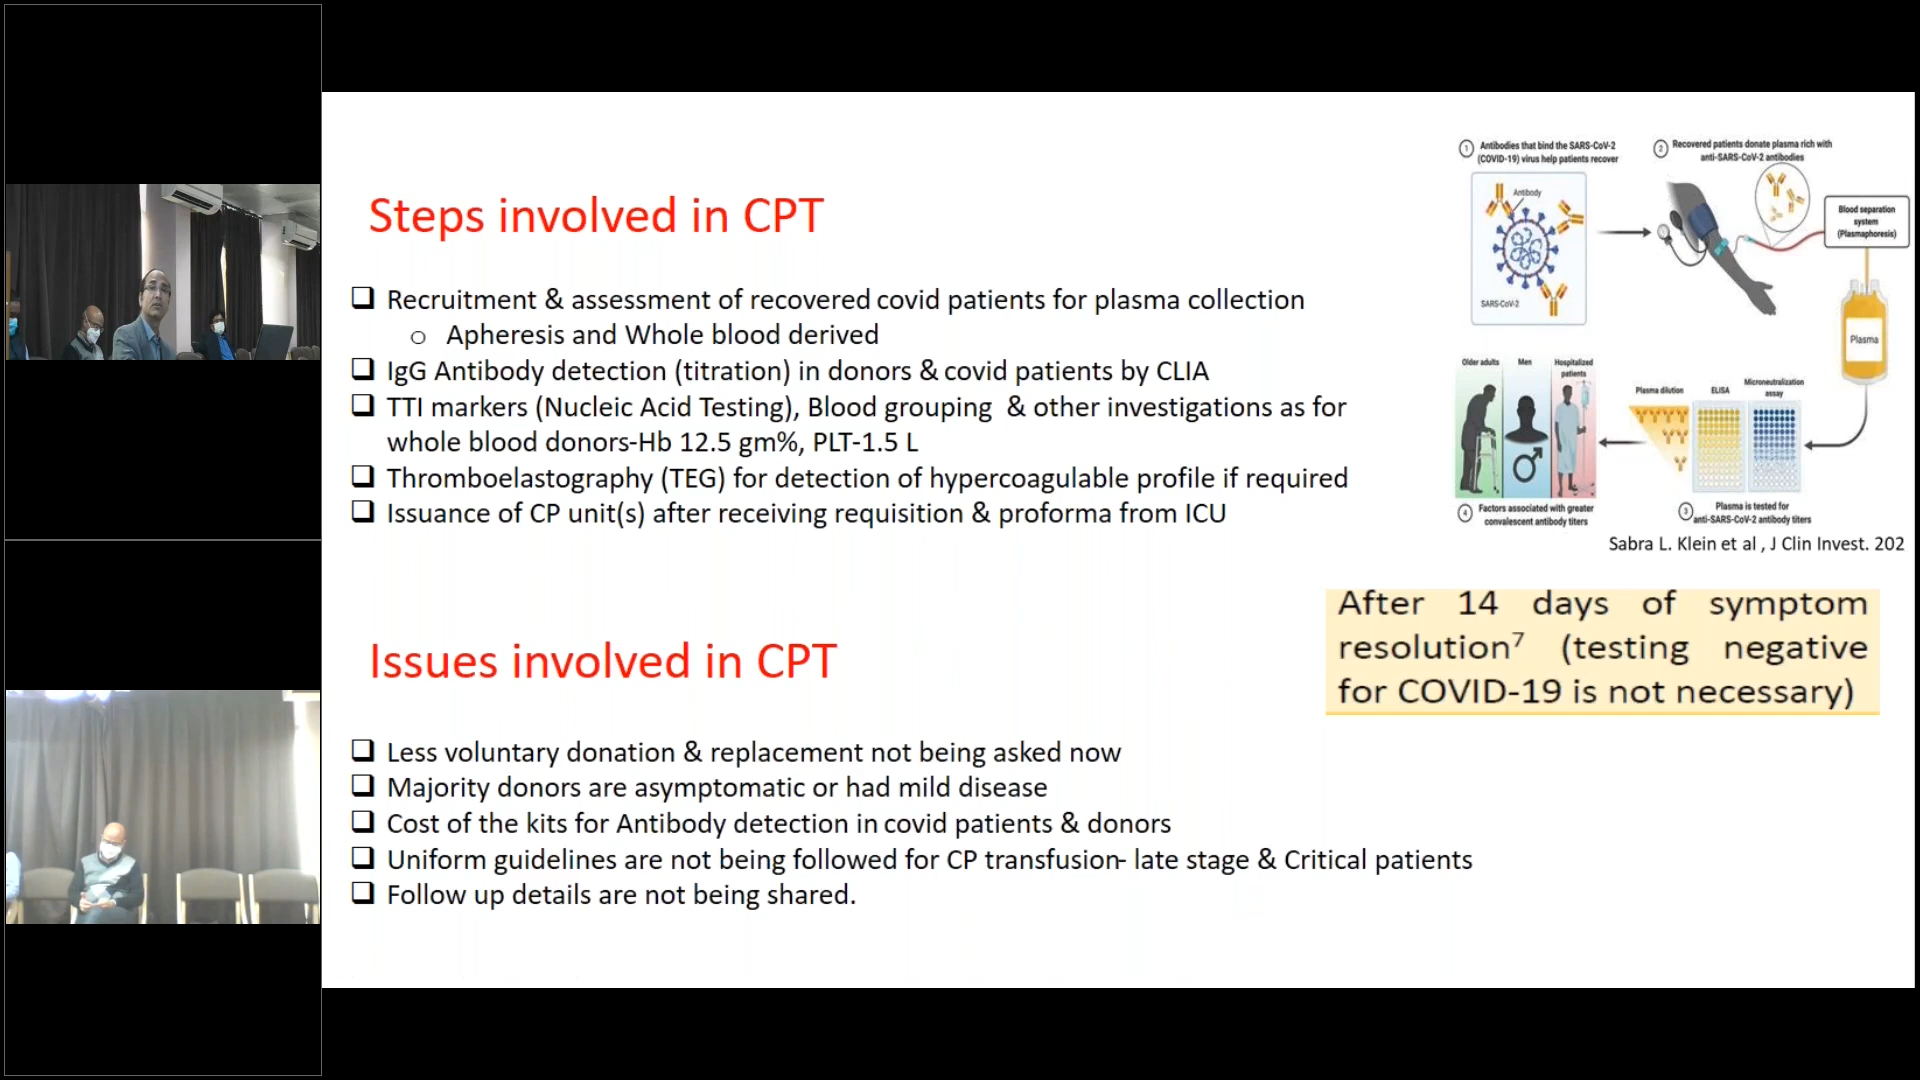 Steps involved in CPT
Recruitment & assessment of recovered covid patients for plasma collection
o Apheresis and Whole blood derived
IgG Antibody detection (titration) in donors & covid patients by CLIA
TTI markers (Nucleic Acid Testing), Blood grouping & other investigations as for
whole blood donors-Hb 12.5 gm%, PLT-1.5 L
Thromboelastography (TEG) for detection of hypercoagulable profile if required
Issuance of CP unit(s) after receiving requisition & proforma from ICU
1 Antibodies that bind the SARS-CoV-2
(COVID-19) virus help patients recover
Antibody
SARS-CoV-2
2 Recovered patients donate plasma rich with
anti-SARS-CoV-2 antibodies
Blood separation
system
(Plasmaphoresis)
Plasma
Plasma dilution
ELISA
Microneutralization
assay
3 Plasma is tested for
anti-SARS-CoV-2 antibody titers
Older adults
Men
Hospitalized
patients
4 Factors associated with greater
convalescent antibody titers
Sabra L. Klein et al , J Clin Invest. 202
After 14 days of symptom
resolution7 (testing negative
for COVID-19 is not necessary)
Issues involved in CPT
Less voluntary donation & replacement not being asked now
Majority donors are asymptomatic or had mild disease
Cost of the kits for Antibody detection in covid patients & donors
Uniform guidelines are not being followed for CP transfusion- late stage & Critical patients
Follow up details are not being shared.